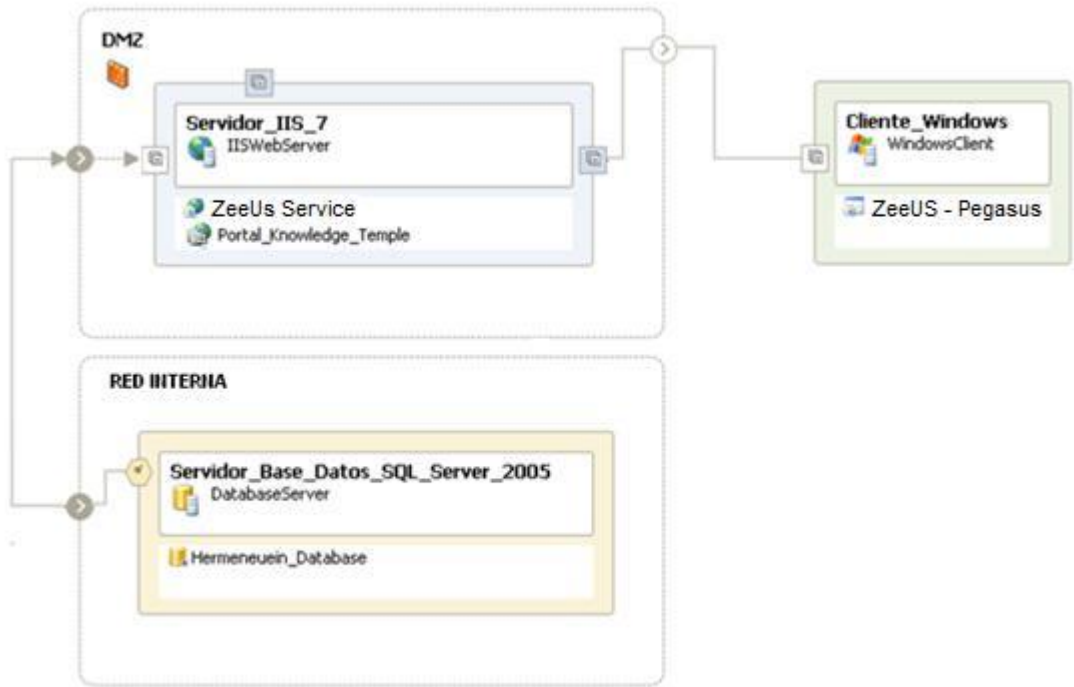 DMZ
Servidor_IIS_7
IISWebServer
ZeeUs Service
Portal_Knowledge_Temple
Cliente_Windows
WindowsClient
ZeeUS - Pegasus
RED INTERNA
Servidor_Base_Datos_SQL_Server_2005
DatabaseServer
Hermeneuein_Database